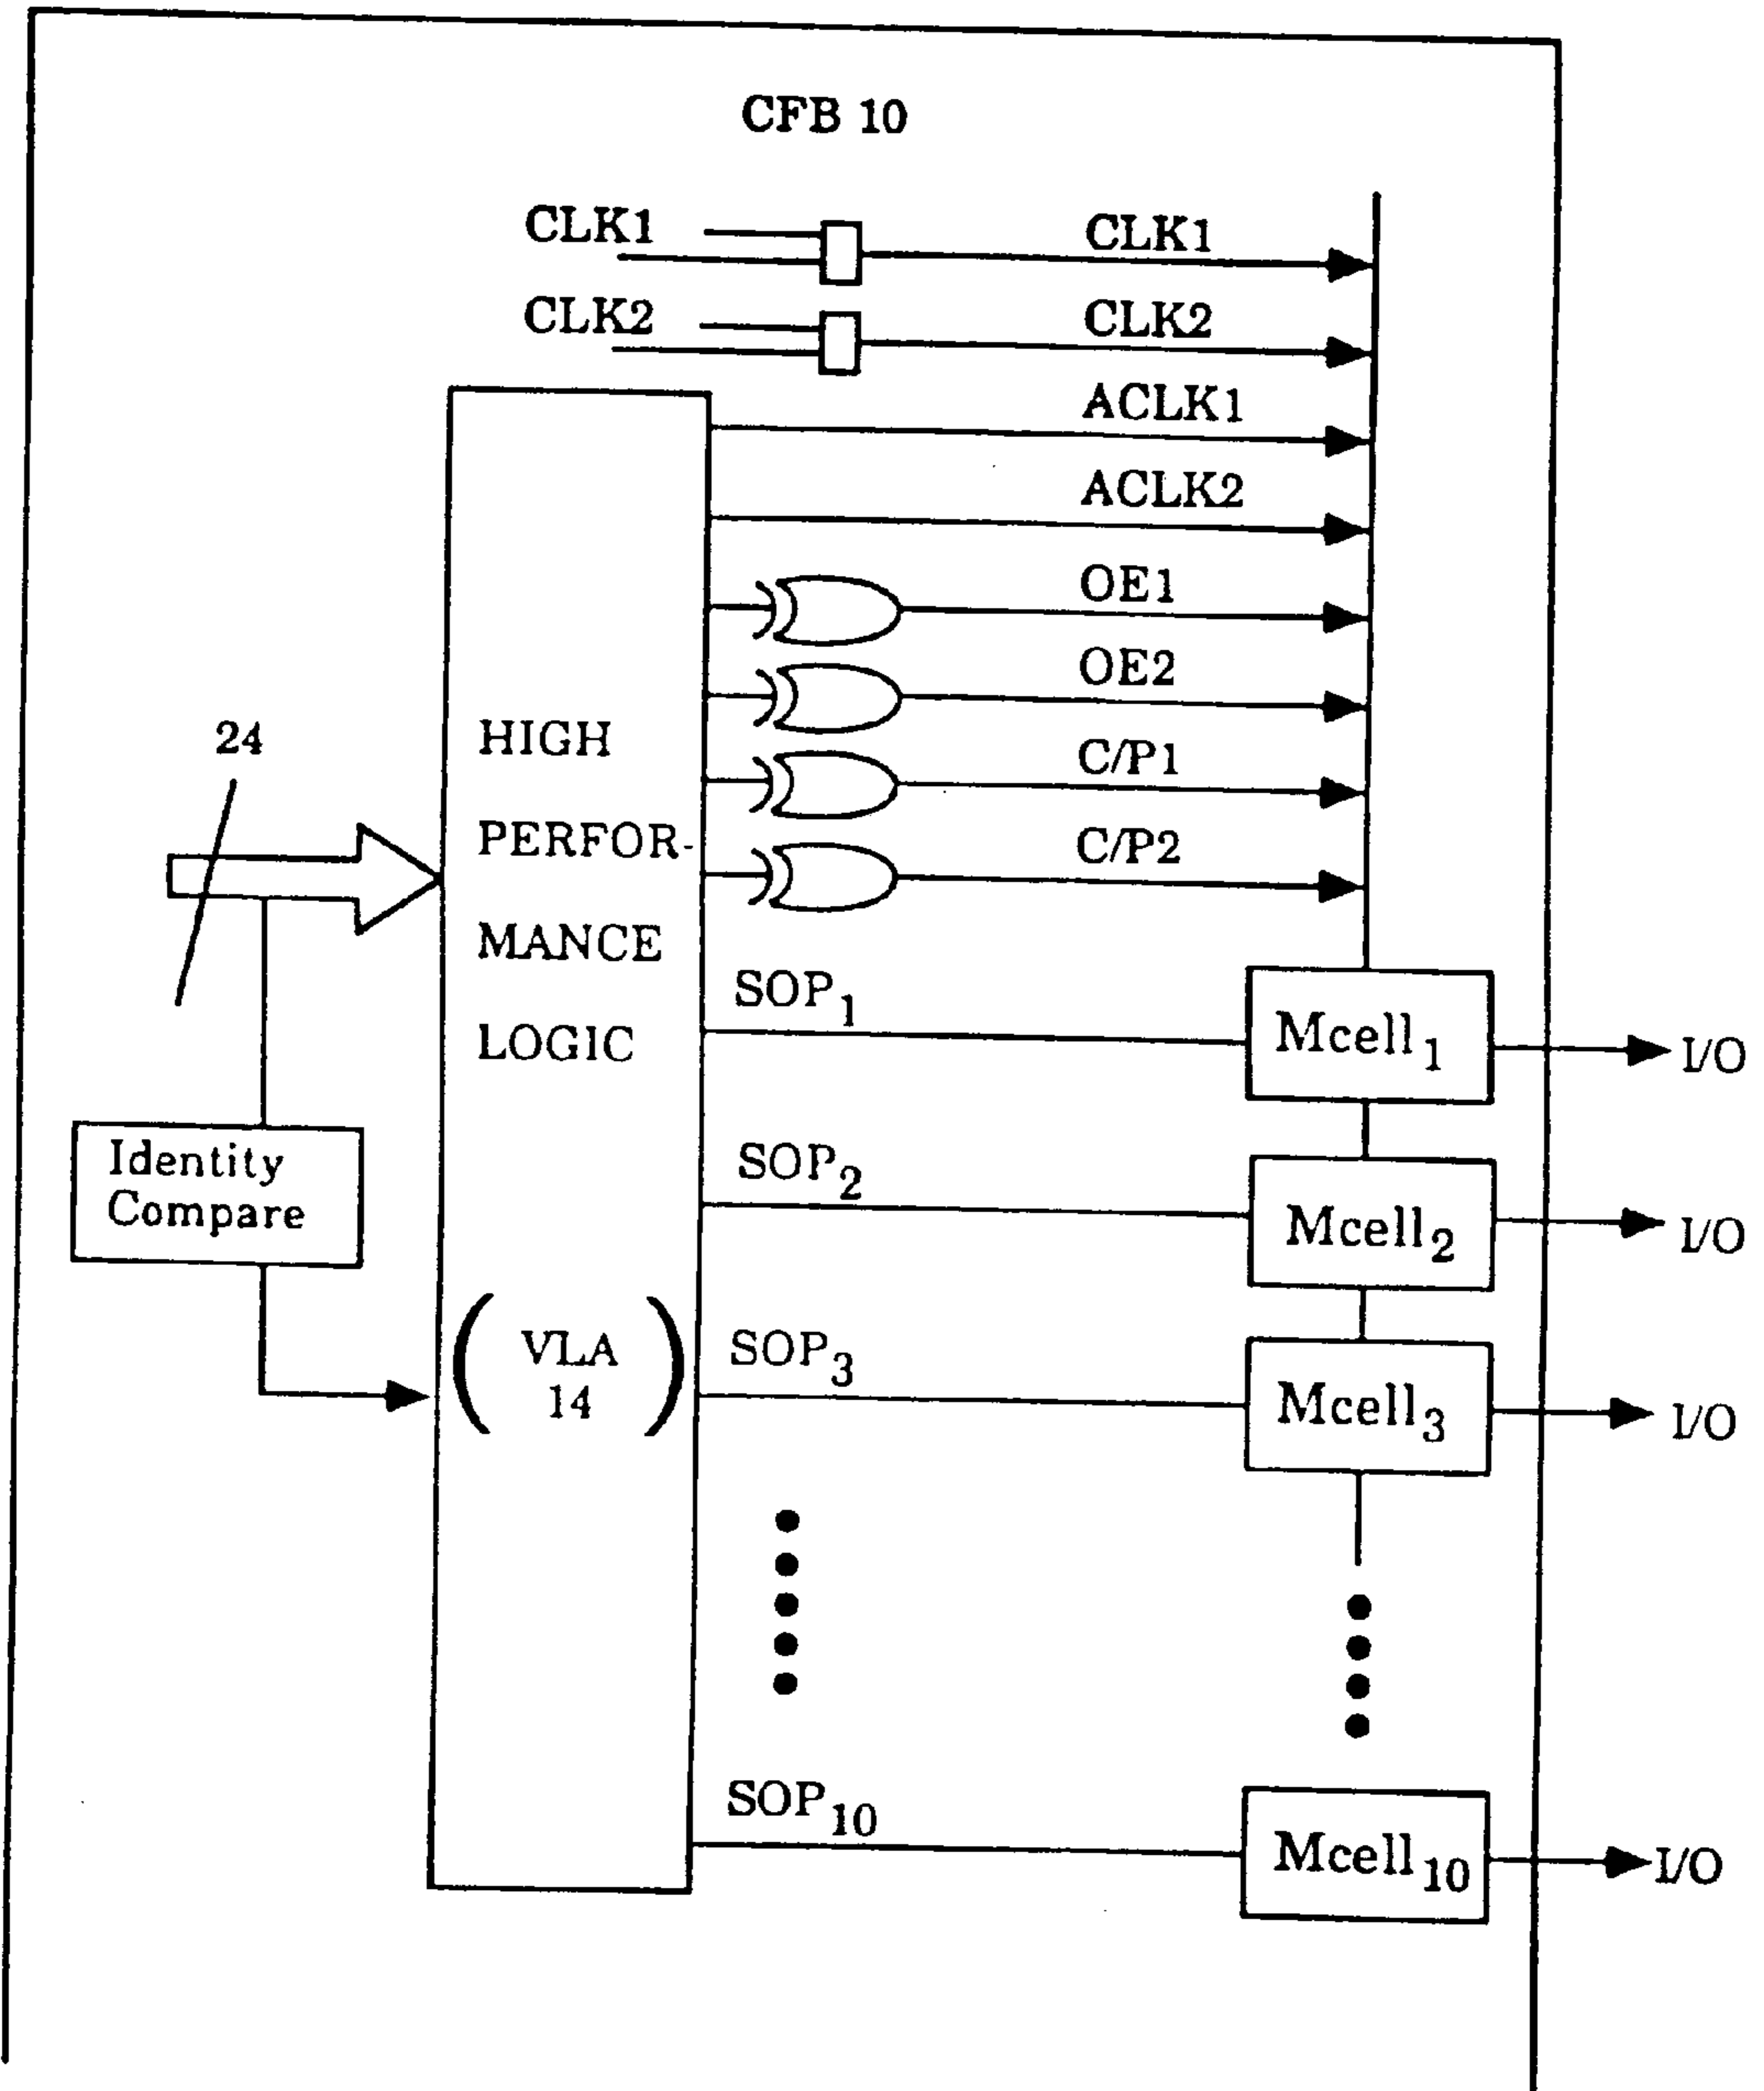 CFB 10
CLK1 CLK1
CLK2 CLK2
ACLK1
ACLK2
OE1
OE2
C/P1
C/P2
24
HIGH
PERFOR-
MANCE
LOGIC
(VLA
14)
Identity
Compare
SOP1
Mcell1
I/O
SOP2
Mcell2
I/O
SOP3
Mcell3
I/O
SOP10
Mcell10
I/O